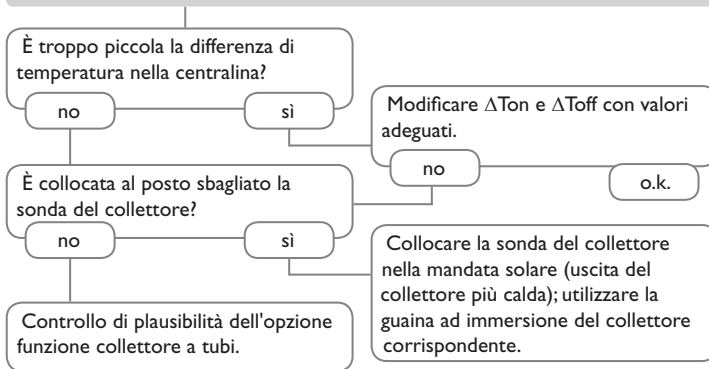 È troppo piccola la differenza di
temperatura nella centralina?
no
sì
Modificare ΔTon e ΔToff con valori
adeguati.
no
o.k.
È collocata al posto sbagliato la
sonda del collettore?
no
sì
Collocare la sonda del collettore
nella mandata solare (uscita del
collettore più calda); utilizzare la
guaina ad immersione del collettore
corrispondente.
Controllo di plausibilità dell'opzione
funzione collettore a tubi.